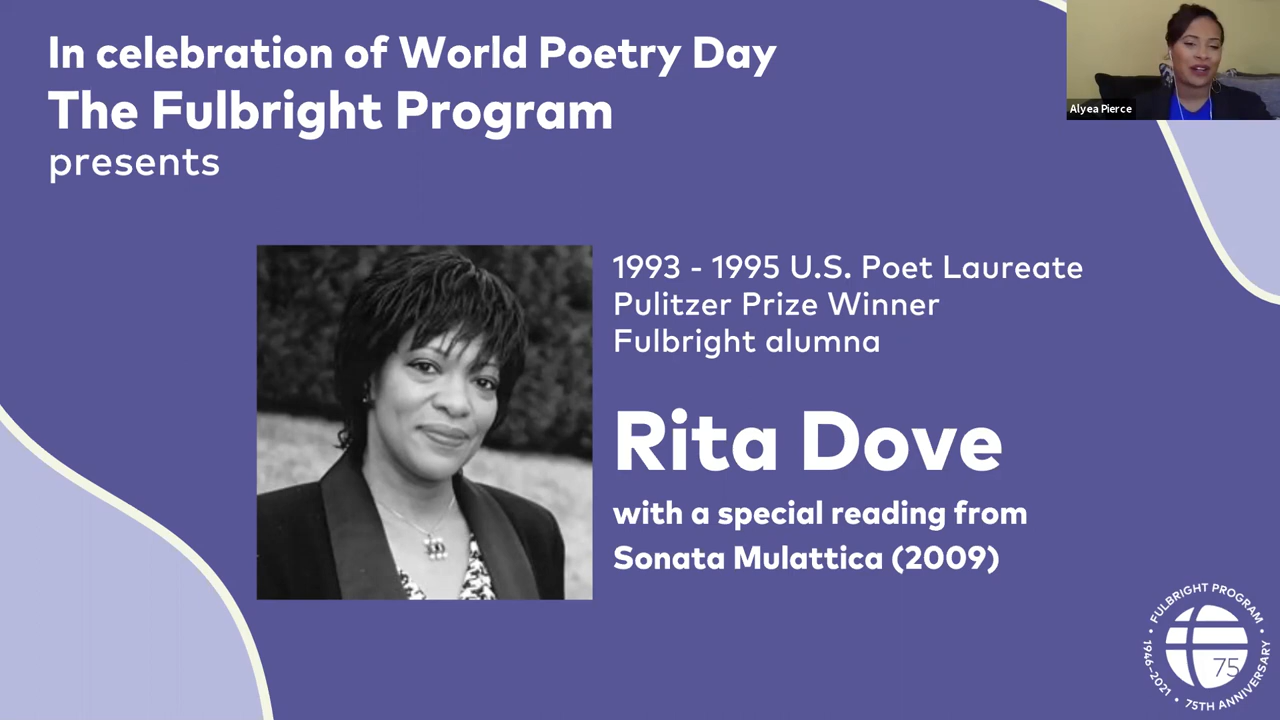 In celebration of World Poetry Day
The Fulbright Program
presents
Alyea Pierce
1993 - 1995 U.S. Poet Laureate
Pulitzer Prize Winner
Fulbright alumna
Rita Dove
with a special reading from
Sonata Mulattica (2009)
• FULBRIGHT PROGRAM •
1946-2021 • 75TH ANNIVERSARY
75